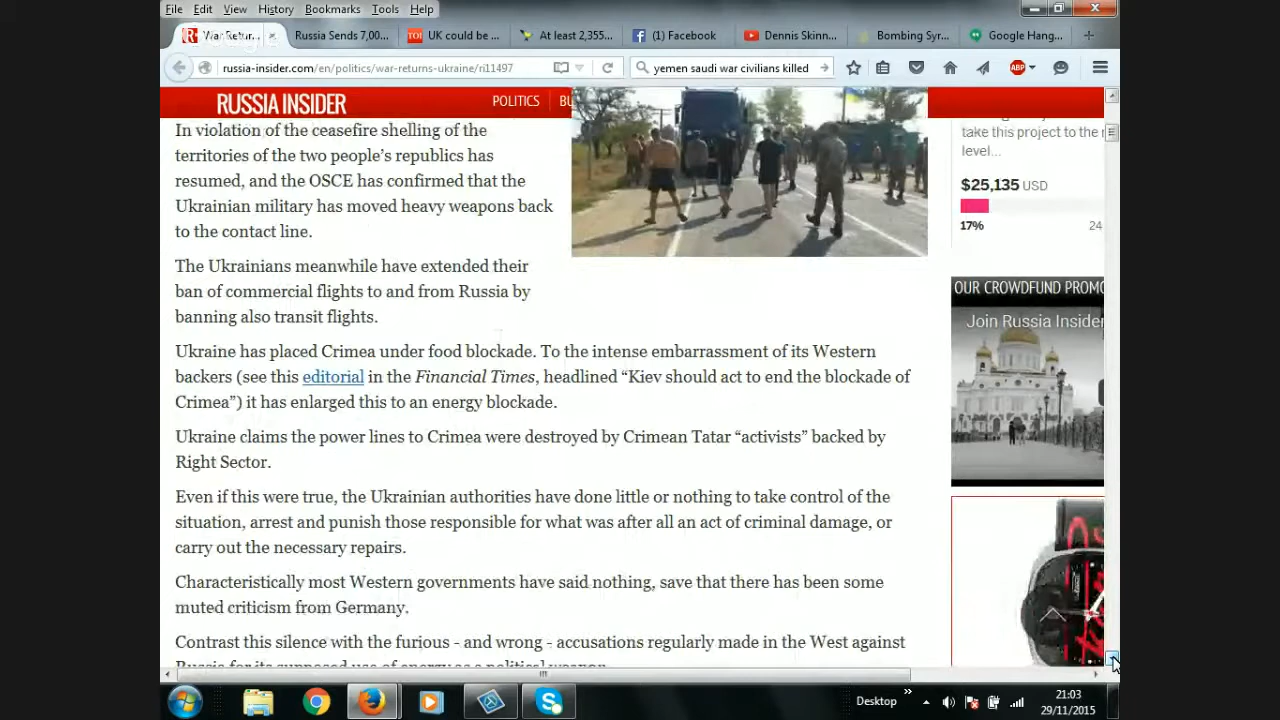 File Edit View History Bookmarks Tools Help
War Retur... Russia Sends 7,00... UK could be ... At least 2,355... (1) Facebook Dennis Skinn... Bombing Syr... Google Hang...
russia-insider.com/en/politics/war-returns-ukraine/ri11497 yemen saudi war civilians killed
RUSSIA INSIDER POLITICS BU
In violation of the ceasefire shelling of the
territories of the two people's republics has
resumed, and the OSCE has confirmed that the
Ukrainian military has moved heavy weapons back
to the contact line.
The Ukrainians meanwhile have extended their
ban of commercial flights to and from Russia by
banning also transit flights.
Ukraine has placed Crimea under food blockade. To the intense embarrassment of its Western
backers (see this editorial in the Financial Times, headlined “Kiev should act to end the blockade of
Crimea”) it has enlarged this to an energy blockade.
Ukraine claims the power lines to Crimea were destroyed by Crimean Tatar “activists” backed by
Right Sector.
Even if this were true, the Ukrainian authorities have done little or nothing to take control of the
situation, arrest and punish those responsible for what was after all an act of criminal damage, or
carry out the necessary repairs.
Characteristically most Western governments have said nothing, save that there has been some
muted criticism from Germany.
Contrast this silence with the furious - and wrong - accusations regularly made in the West against
Russia for its supposed use of energy as a political weapon.
take this project to the
level...
$25,135 USD
17% 24
OUR CROWDFUND PROMO
Join Russia Insider
ABP
Desktop
21:03
29/11/2015